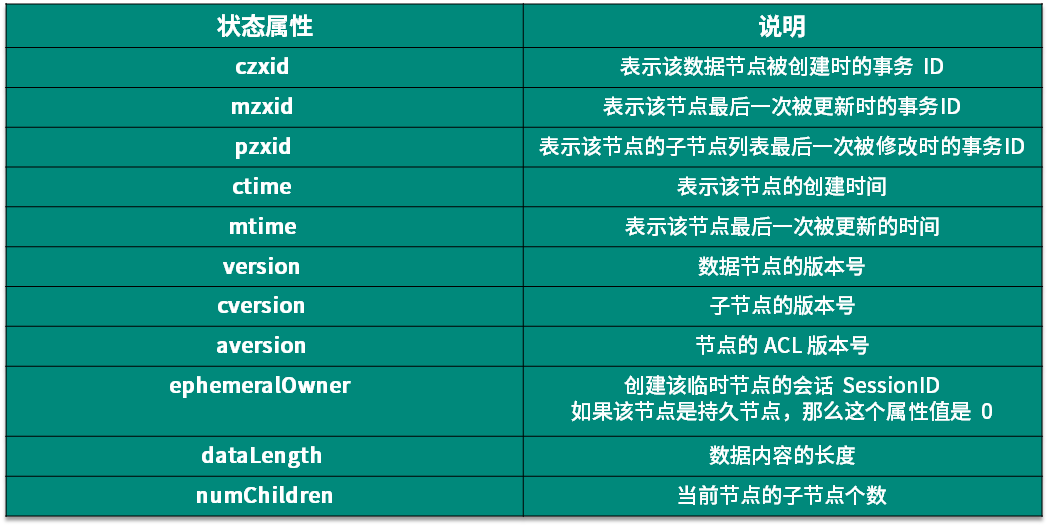 状态属性 说明
czxid 表示该数据节点被创建时的事务 ID
mzxid 表示该节点最后一次被更新时的事务ID
pzxid 表示该节点的子节点列表最后一次被修改时的事务ID
ctime 表示该节点的创建时间
mtime 表示该节点最后一次被更新的时间
version 数据节点的版本号
cversion 子节点的版本号
aversion 节点的 ACL 版本号
ephemeralOwner 创建该临时节点的会话 SessionID
如果该节点是持久节点，那么这个属性值是 0
dataLength 数据内容的长度
numChildren 当前节点的子节点个数